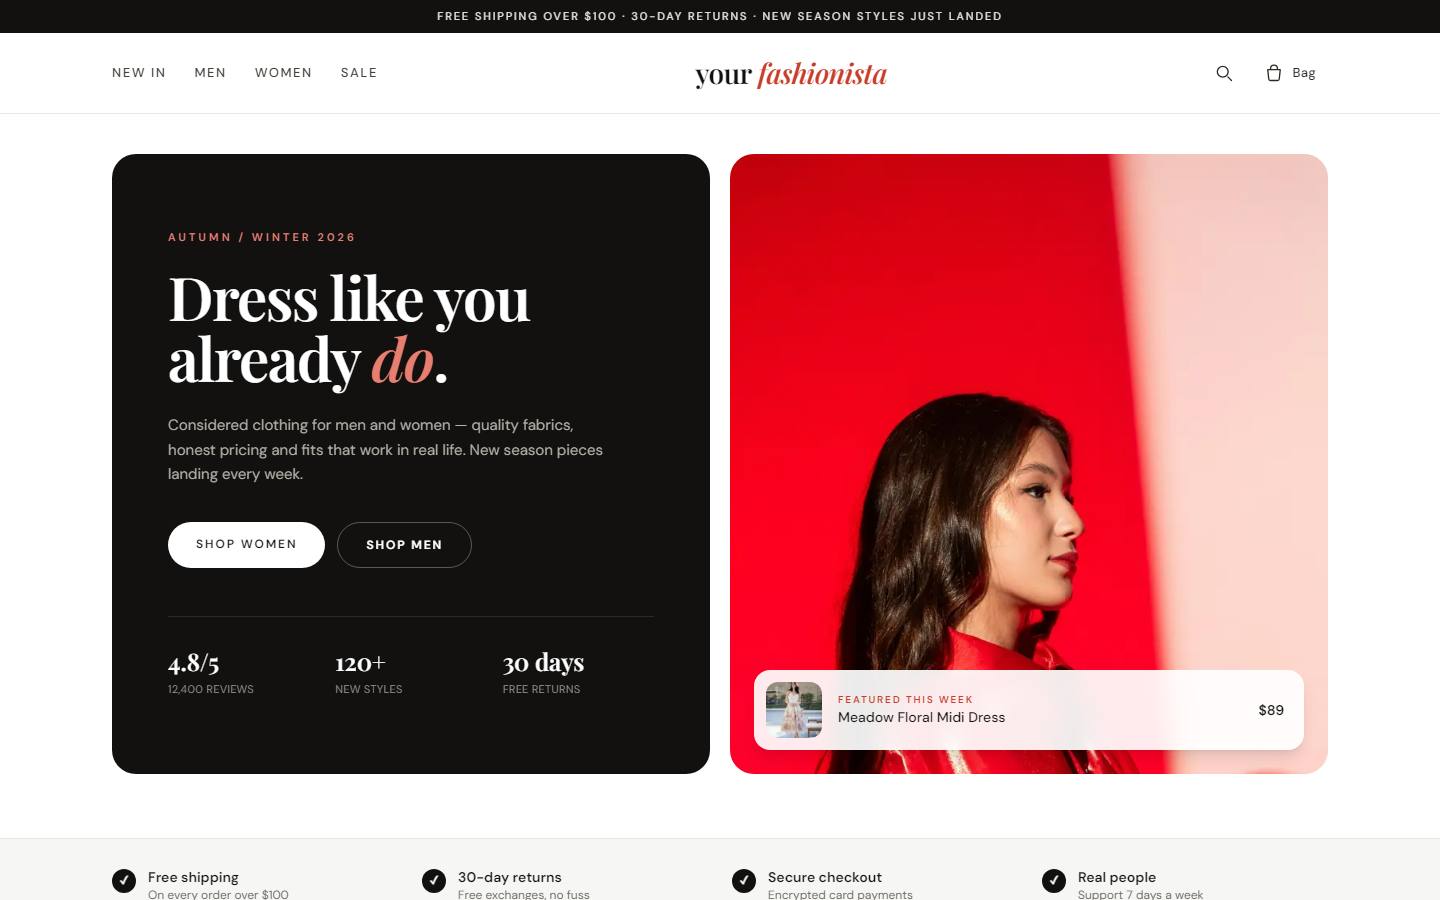 FREE SHIPPING OVER $100 · 30-DAY RETURNS · NEW SEASON STYLES JUST LANDED
NEW IN MEN WOMEN SALE your fashionista Bag
AUTUMN / WINTER 2026
Dress like you
already do.
Considered clothing for men and women — quality fabrics,
honest pricing and fits that work in real life. New season pieces
landing every week.
SHOP WOMEN SHOP MEN
4.8/5 120+ 30 days
12,400 REVIEWS NEW STYLES FREE RETURNS
FEATURED THIS WEEK
Meadow Floral Midi Dress $89
Free shipping 30-day returns Secure checkout Real people
On every order over $100 Free exchanges, no fuss Encrypted card payments Support 7 days a week